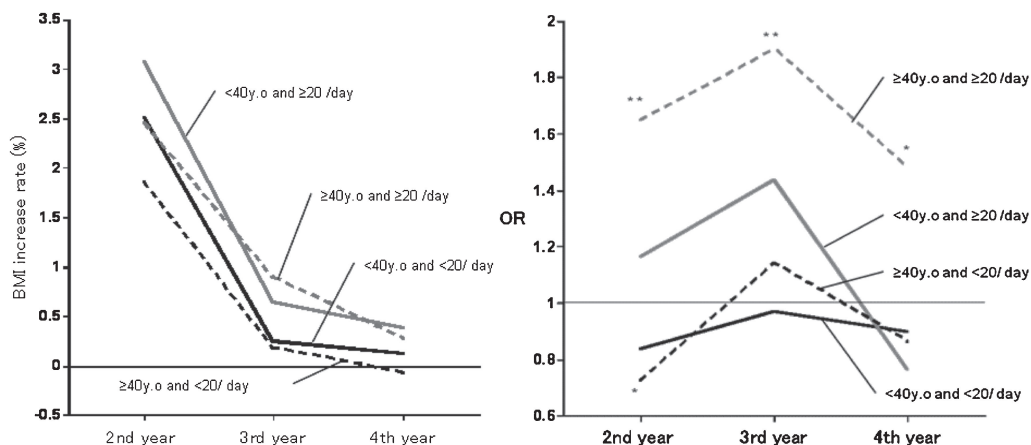 3.5
3
2.5
2
1.5
1
0.5
0
-0.5
BMI increase rate (%)
<40y.o and ≥20 /day
≥40y.o and ≥20 /day
<40y.o and <20/ day
≥40y.o and <20/ day
2nd year
3rd year
4th year
2
1.8
1.6
1.4
1.2
1
0.8
0.6
OR
**
**
*
*
≥40y.o and ≥20 /day
<40y.o and ≥20/day
≥40y.o and <20/day
<40y.o and <20/ day
2nd year
3rd year
4th year